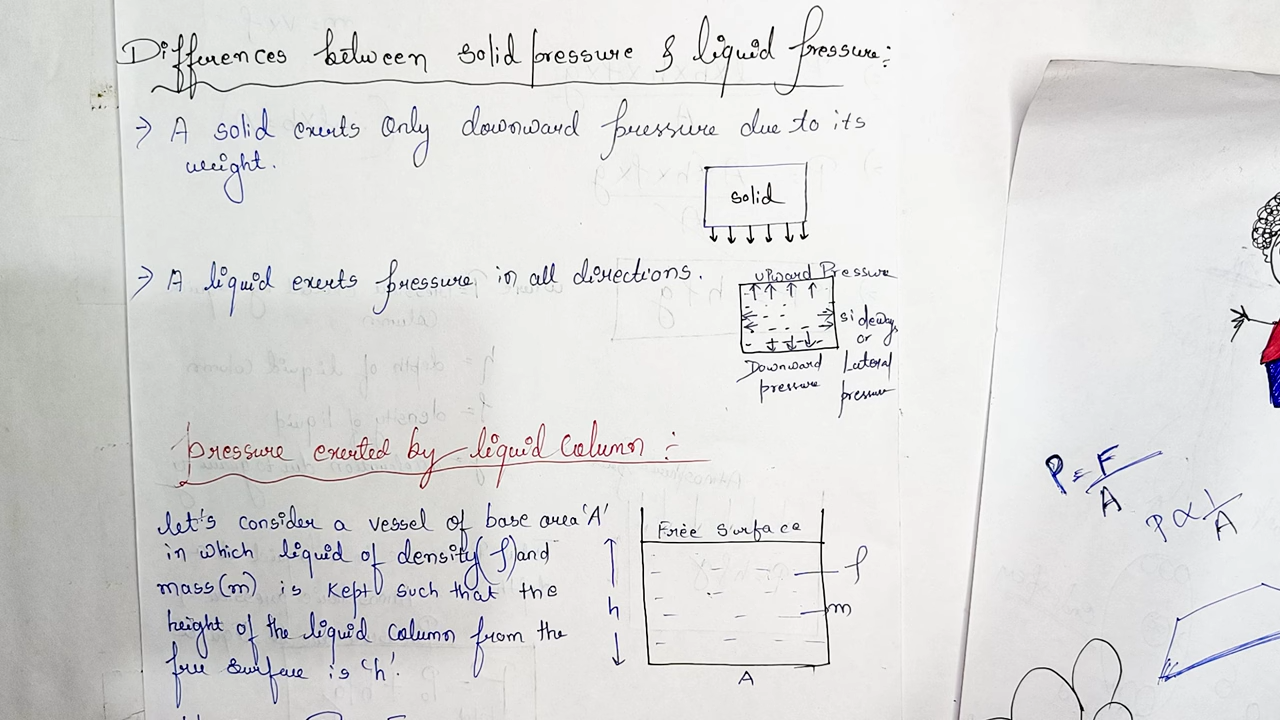 Differences between solid pressure & liquid pressure:
→ A solid exerts Only downward pressure due to its
weight.
solid
→ A liquid exerts pressure in all directions.
upward Pressure
sideways
or
Lateral
pressure
Downward
pressure
pressure exerted by liquid Column :-
let's consider a vessel of base area 'A'
in which liquid of density(ρ)and
mass(m) is kept such that the
height of the liquid column from the
free surface is 'h'.
Free surface
ρ
h
m
A
P = F/A
P ∝ 1/A